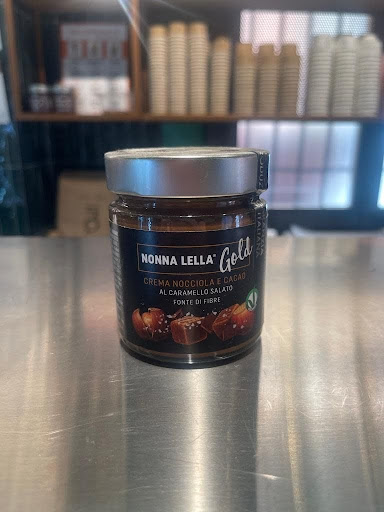 NONNA LELLA® Gold
CREMA NOCCIOLA E CACAO
AL CARAMELLO SALATO
FONTE DI FIBRE